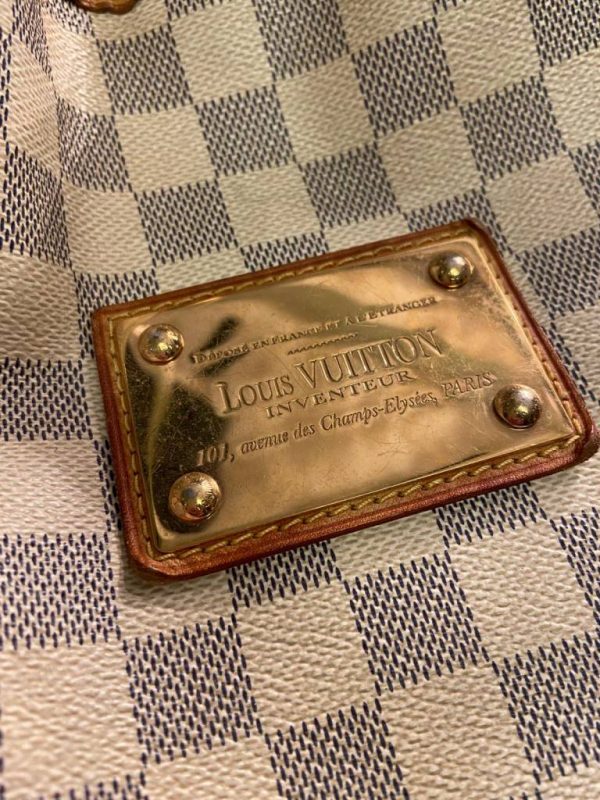 DÉPOSÉ EN FRANCE ET A L'ÉTRANGER
LOUIS VUITTON
INVENTEUR
101, avenue des Champs-Elysées, PARIS